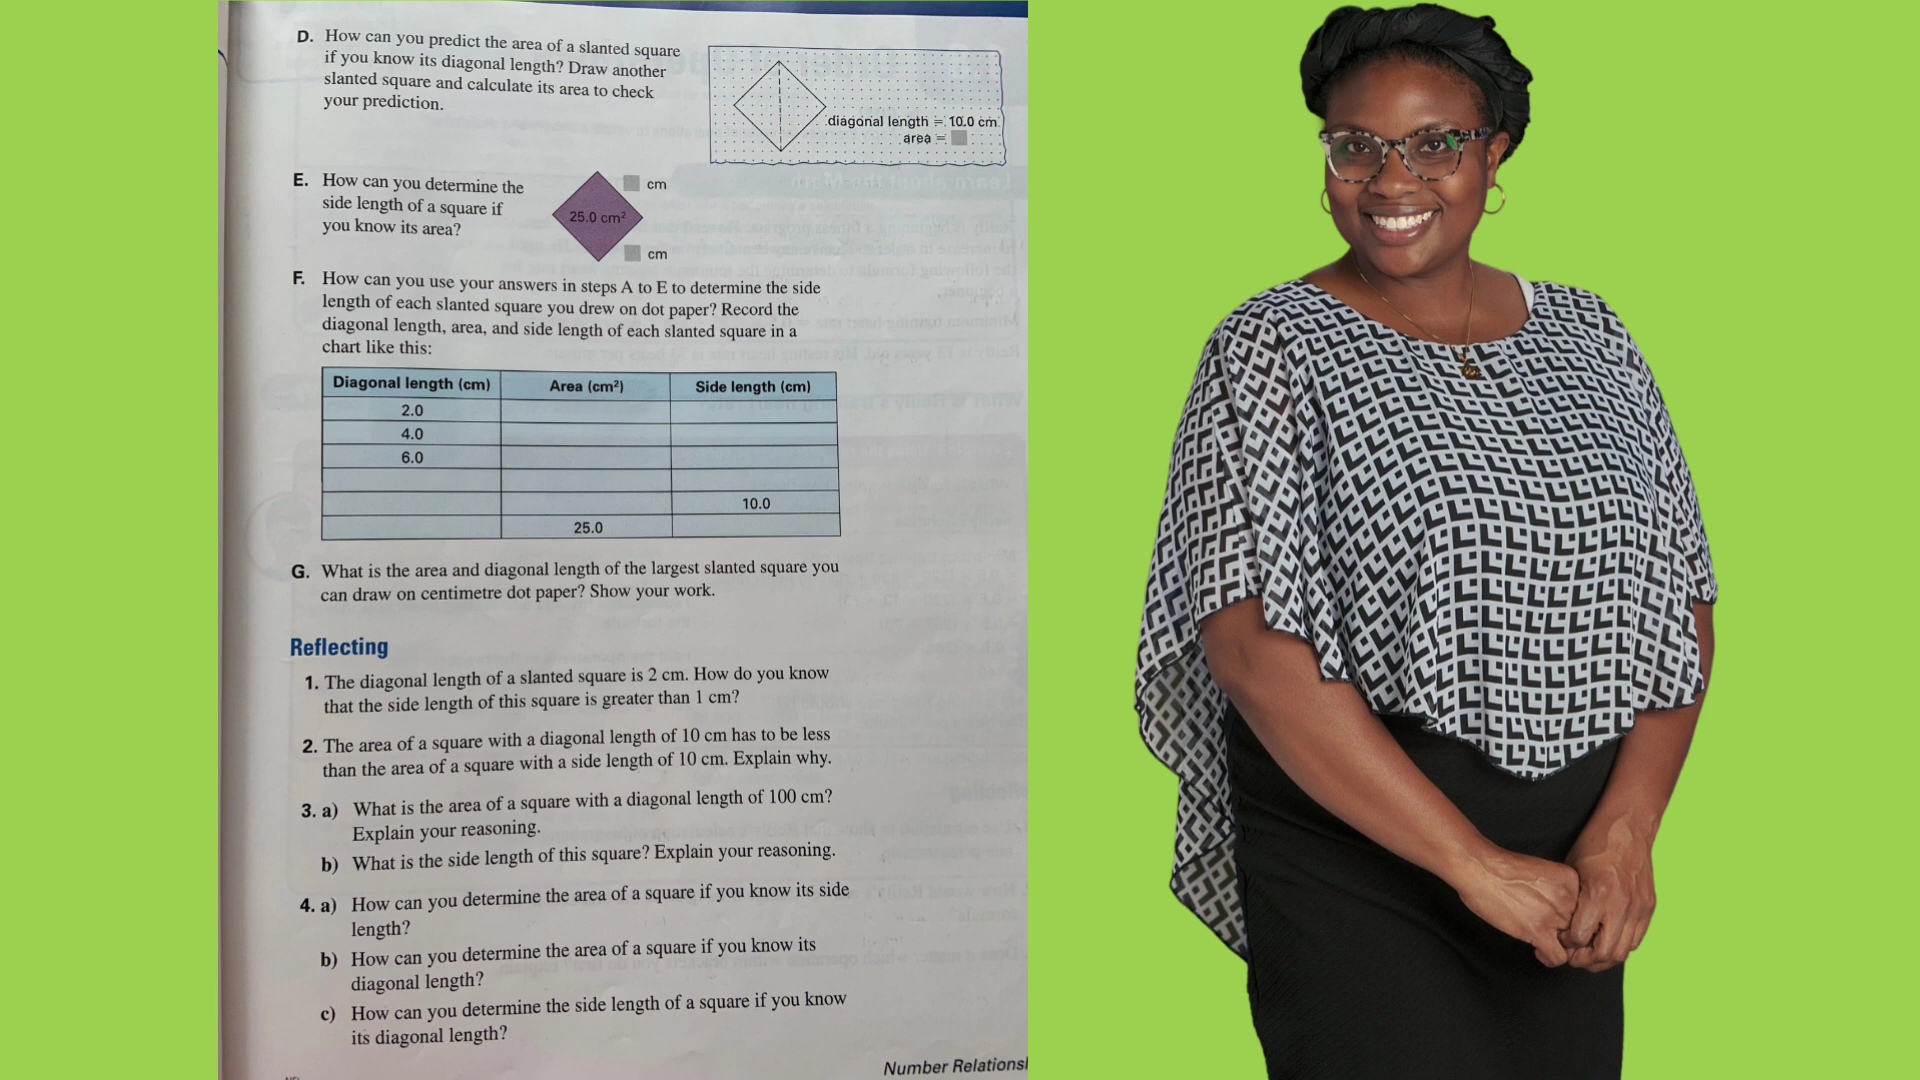 D. How can you predict the area of a slanted square
if you know its diagonal length? Draw another
slanted square and calculate its area to check
your prediction.
diagonal length = 10.0 cm
area =
E. How can you determine the
side length of a square if
you know its area?
cm
25.0 cm²
cm
F. How can you use your answers in steps A to E to determine the side
length of each slanted square you drew on dot paper? Record the
diagonal length, area, and side length of each slanted square in a
chart like this:
Diagonal length (cm) Area (cm²) Side length (cm)
2.0
4.0
6.0
10.0
25.0
G. What is the area and diagonal length of the largest slanted square you
can draw on centimetre dot paper? Show your work.
Reflecting
1. The diagonal length of a slanted square is 2 cm. How do you know
that the side length of this square is greater than 1 cm?
2. The area of a square with a diagonal length of 10 cm has to be less
than the area of a square with a side length of 10 cm. Explain why.
3. a) What is the area of a square with a diagonal length of 100 cm?
Explain your reasoning.
b) What is the side length of this square? Explain your reasoning.
4. a) How can you determine the area of a square if you know its side
length?
b) How can you determine the area of a square if you know its
diagonal length?
c) How can you determine the side length of a square if you know
its diagonal length?
Number Relations